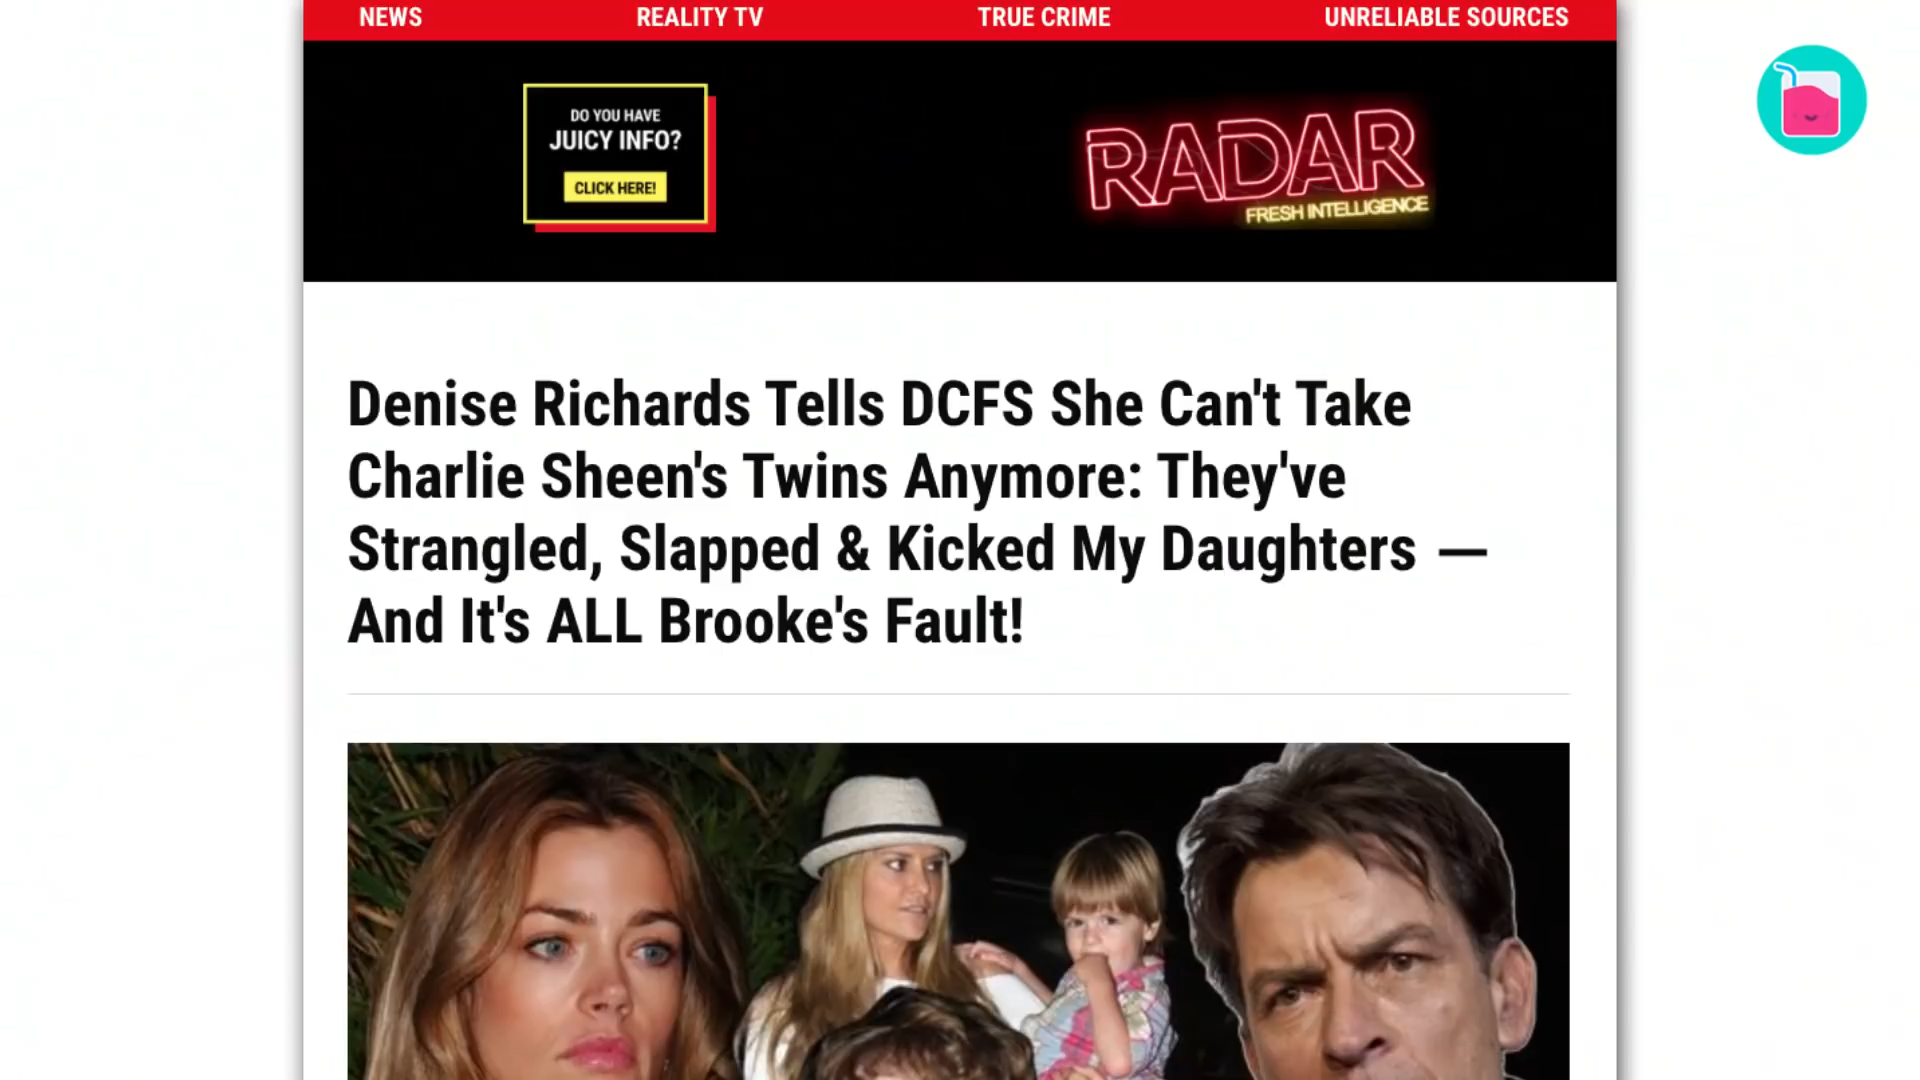 NEWS REALITY TV TRUE CRIME UNRELIABLE SOURCES
DO YOU HAVE
JUICY INFO?
CLICK HERE!
RADAR
FRESH INTELLIGENCE
Denise Richards Tells DCFS She Can't Take
Charlie Sheen's Twins Anymore: They've
Strangled, Slapped & Kicked My Daughters —
And It's ALL Brooke's Fault!